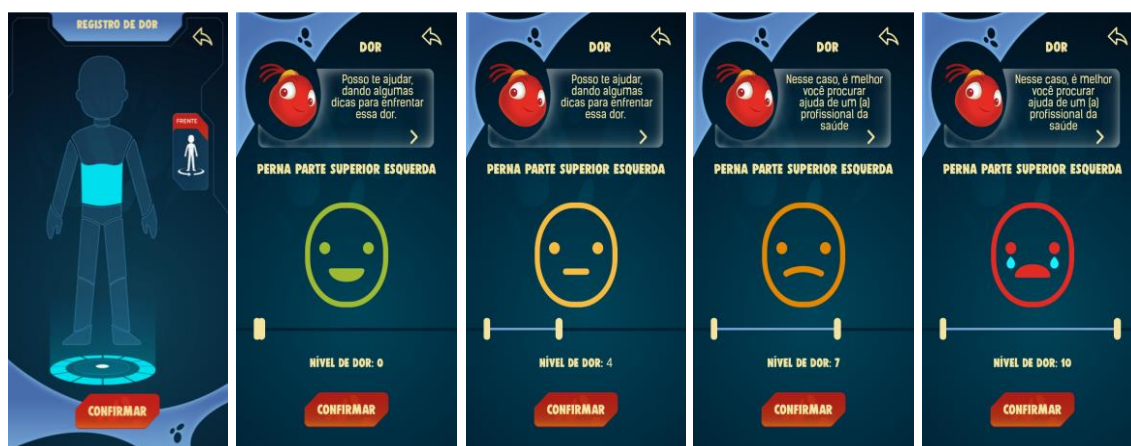 REGISTRO DE DOR
FRENTE
CONFIRMAR
DOR
Posso te ajudar,
dando algumas
dicas para enfrentar
essa dor.
PERNA PARTE SUPERIOR ESQUERDA
NÍVEL DE DOR: 0
CONFIRMAR
DOR
Posso te ajudar,
dando algumas
dicas para enfrentar
essa dor.
PERNA PARTE SUPERIOR ESQUERDA
NÍVEL DE DOR: 4
CONFIRMAR
DOR
Nesse caso, é melhor
você procurar
ajuda de um (a)
profissional da
saúde
PERNA PARTE SUPERIOR ESQUERDA
NÍVEL DE DOR: 7
CONFIRMAR
DOR
Nesse caso, é melhor
você procurar
ajuda de um (a)
profissional da
saúde
PERNA PARTE SUPERIOR ESQUERDA
NÍVEL DE DOR: 10
CONFIRMAR